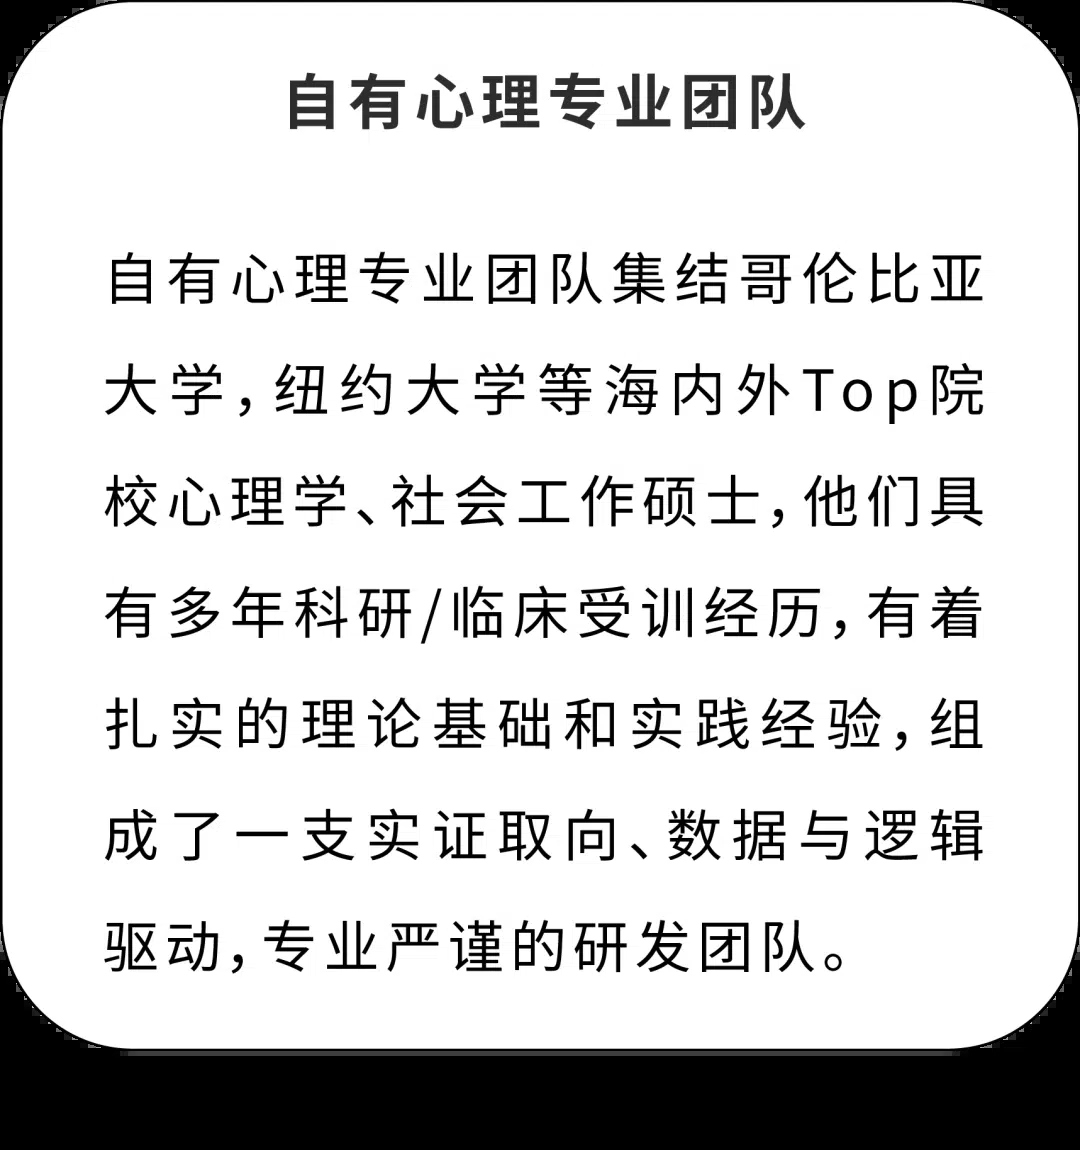 自有心理专业团队
自有心理专业团队集结哥伦比亚
大学，纽约大学等海内外Top院
校心理学、社会工作硕士，他们具
有多年科研/临床受训经历，有着
扎实的理论基础和实践经验，组
成了一支实证取向、数据与逻辑
驱动，专业严谨的研发团队。